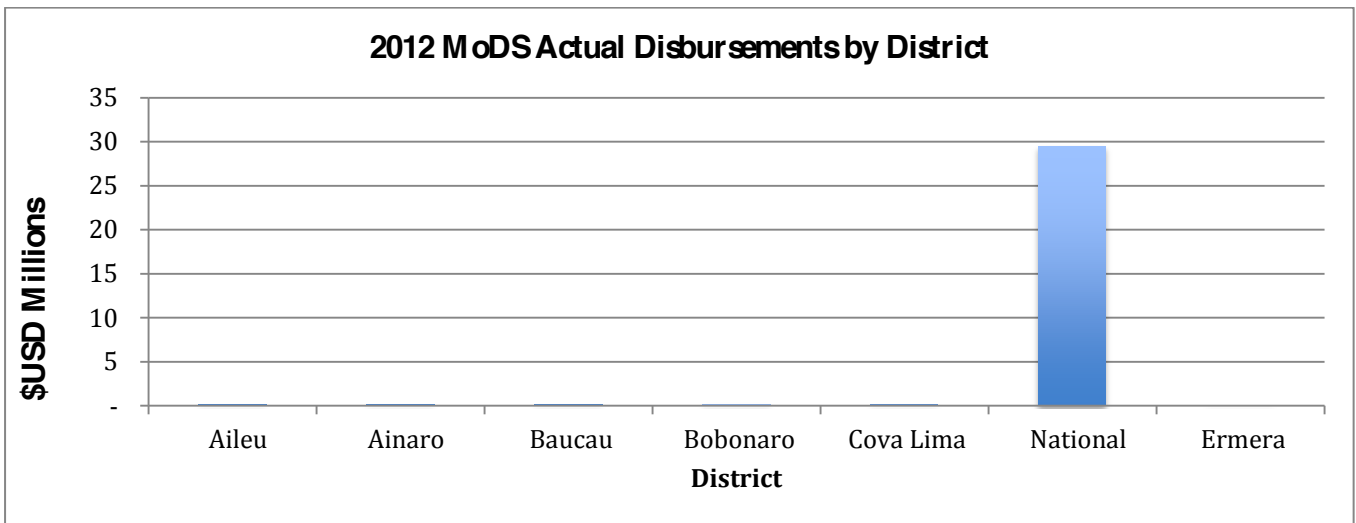 2012 MoDS Actual Disbursements by District
35
30
25
20
15
10
5
-
$USD Millions
Aileu Ainaro Baucau Bobonaro Cova Lima National Ermera
District